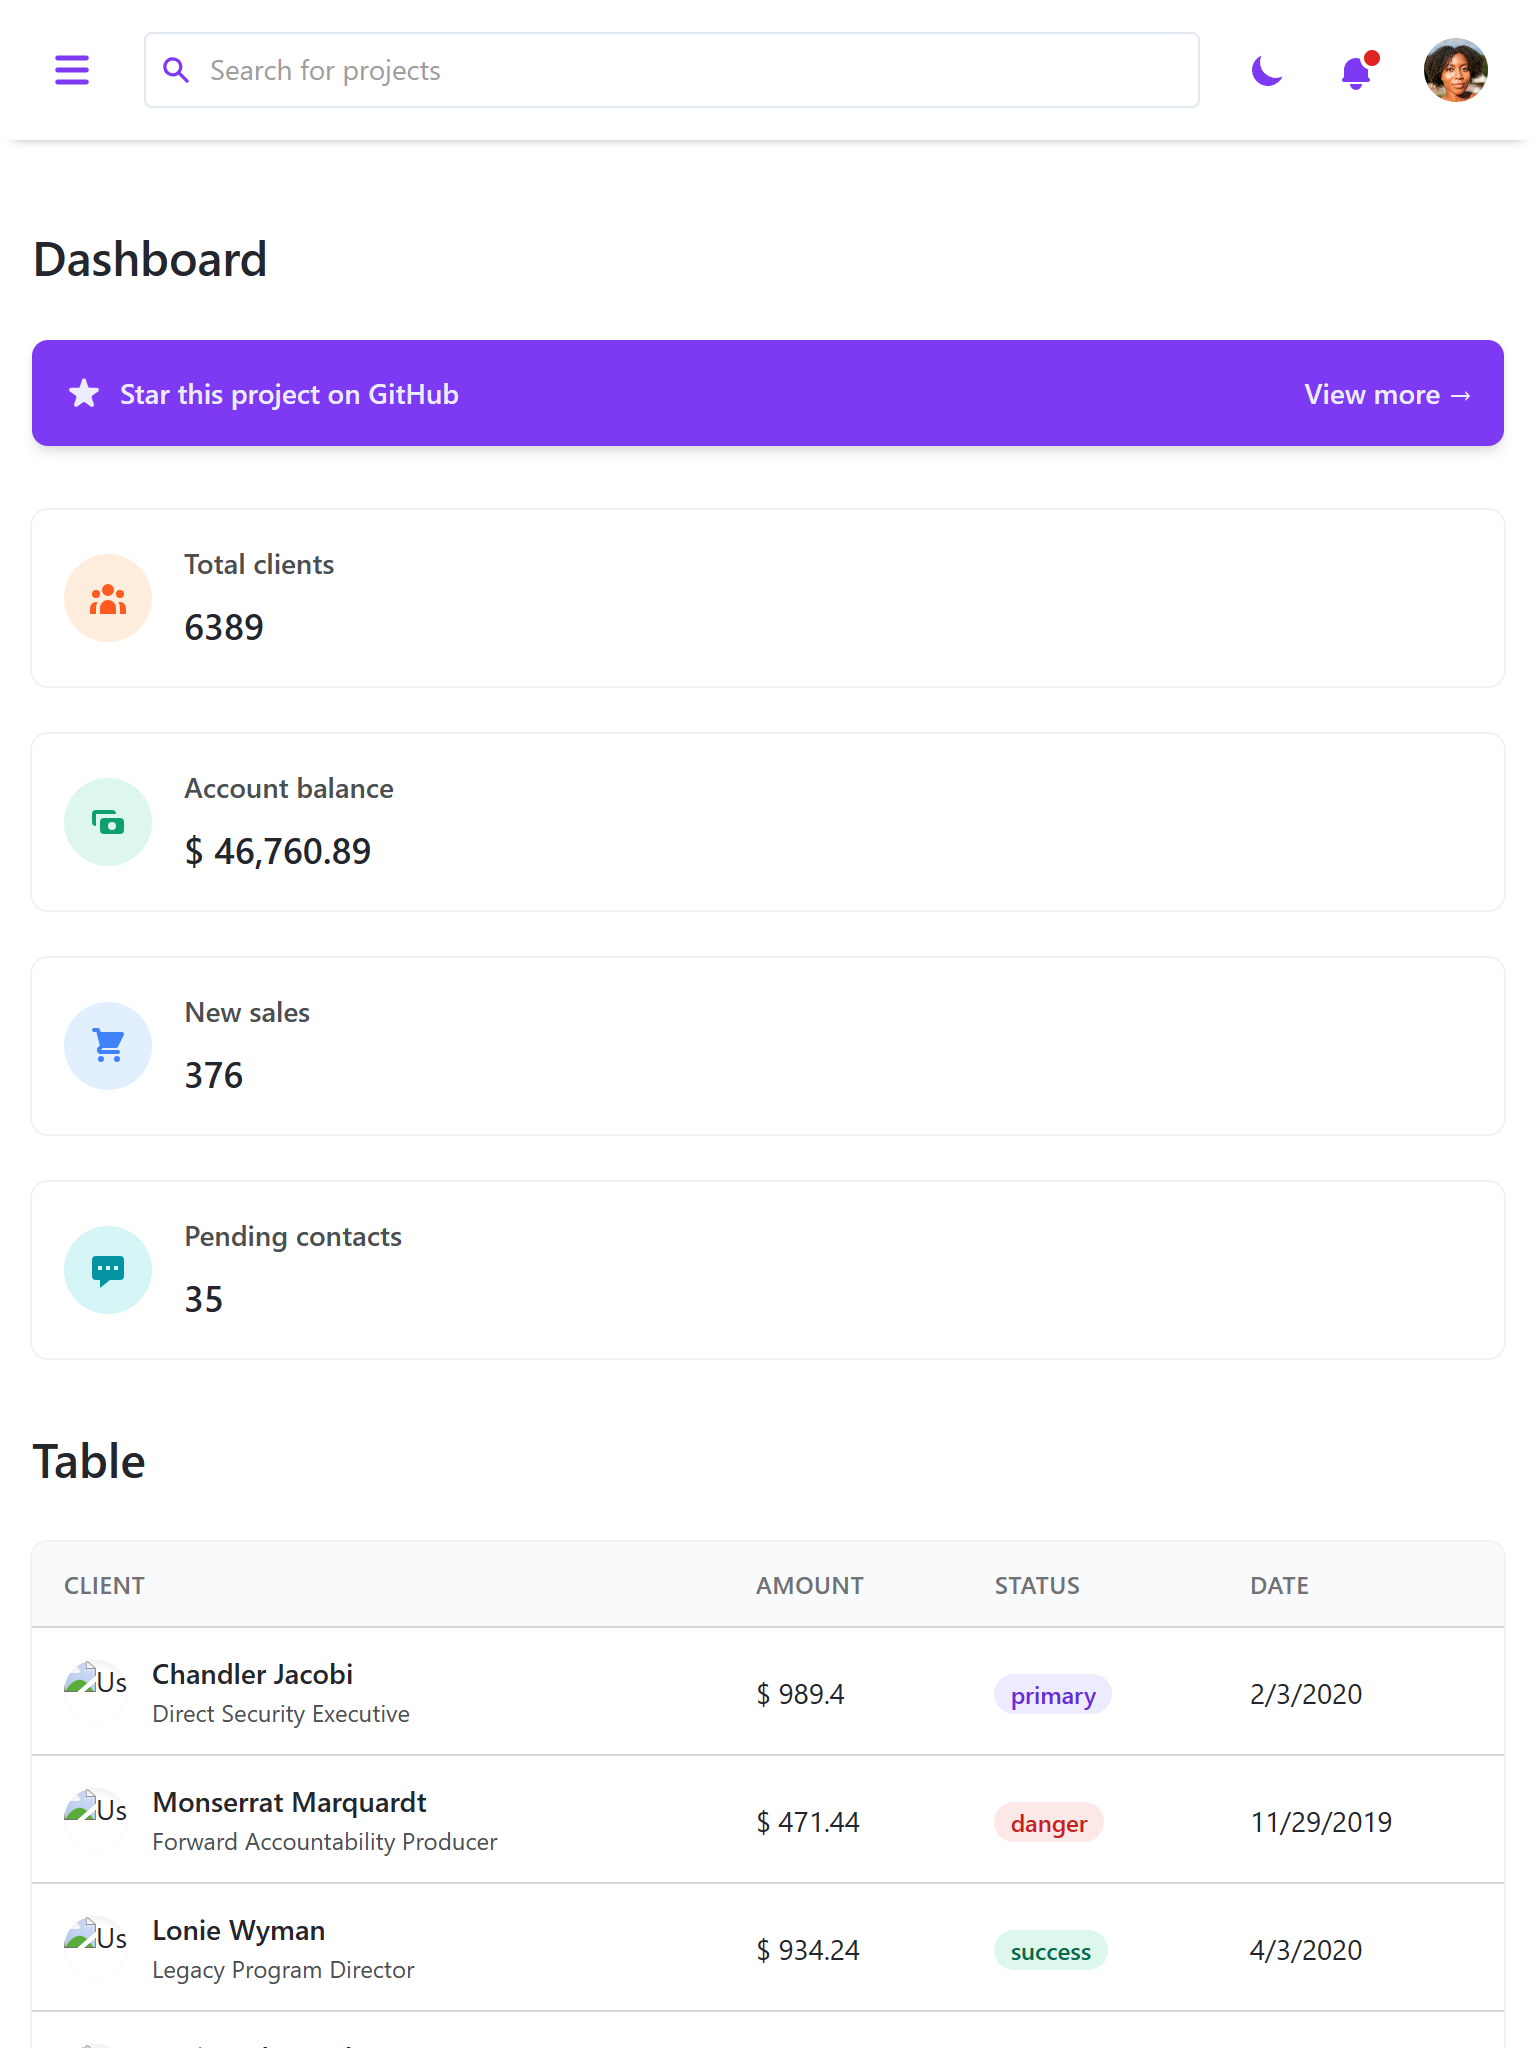 Search for projects
Dashboard
Star this project on GitHub
View more →
Total clients
6389
Account balance
$ 46,760.89
New sales
376
Pending contacts
35
Table
CLIENT AMOUNT STATUS DATE
Us
Chandler Jacobi
Direct Security Executive
$ 989.4
primary
2/3/2020
Us
Monserrat Marquardt
Forward Accountability Producer
$ 471.44
danger
11/29/2019
Us
Lonie Wyman
Legacy Program Director
$ 934.24
success
4/3/2020